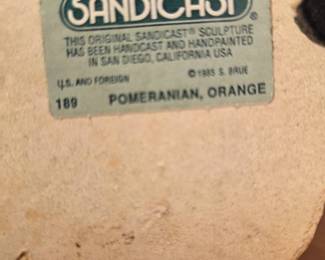 SANDICAST®
THIS ORIGINAL SANDICAST® SCULPTURE
HAS BEEN HANDCAST AND HANDPAINTED
IN SAN DIEGO, CALIFORNIA USA
U.S. AND FOREIGN © 1985 S. BRUE
189 POMERANIAN, ORANGE